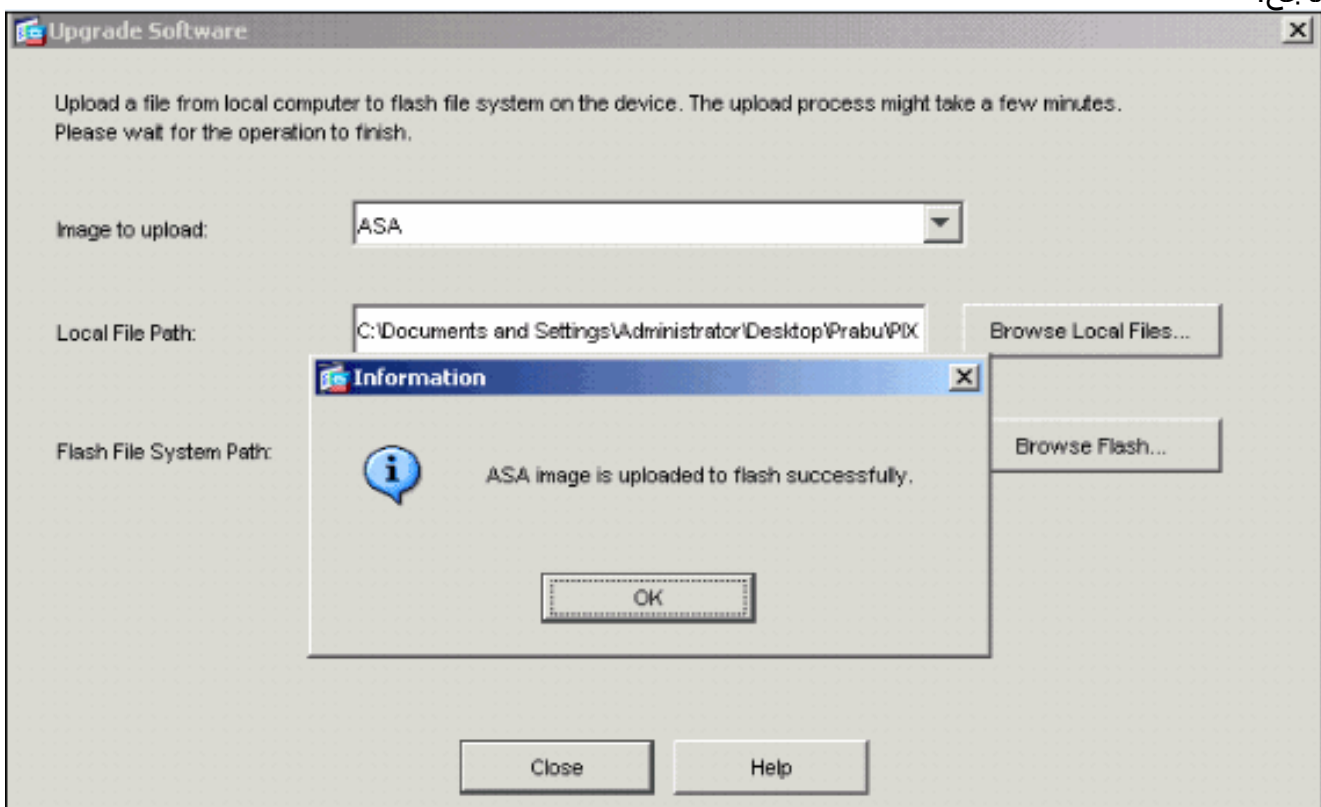 Upgrade Software
Upload a file from local computer to flash file system on the device. The upload process might take a few minutes.
Please wait for the operation to finish.
Image to upload:
ASA
Local File Path:
C:\Documents and Settings\Administrator\Desktop\Prabu\PIX
Browse Local Files...
Information
Flash File System Path:
Browse Flash...
ASA image is uploaded to flash successfully.
OK
Close
Help